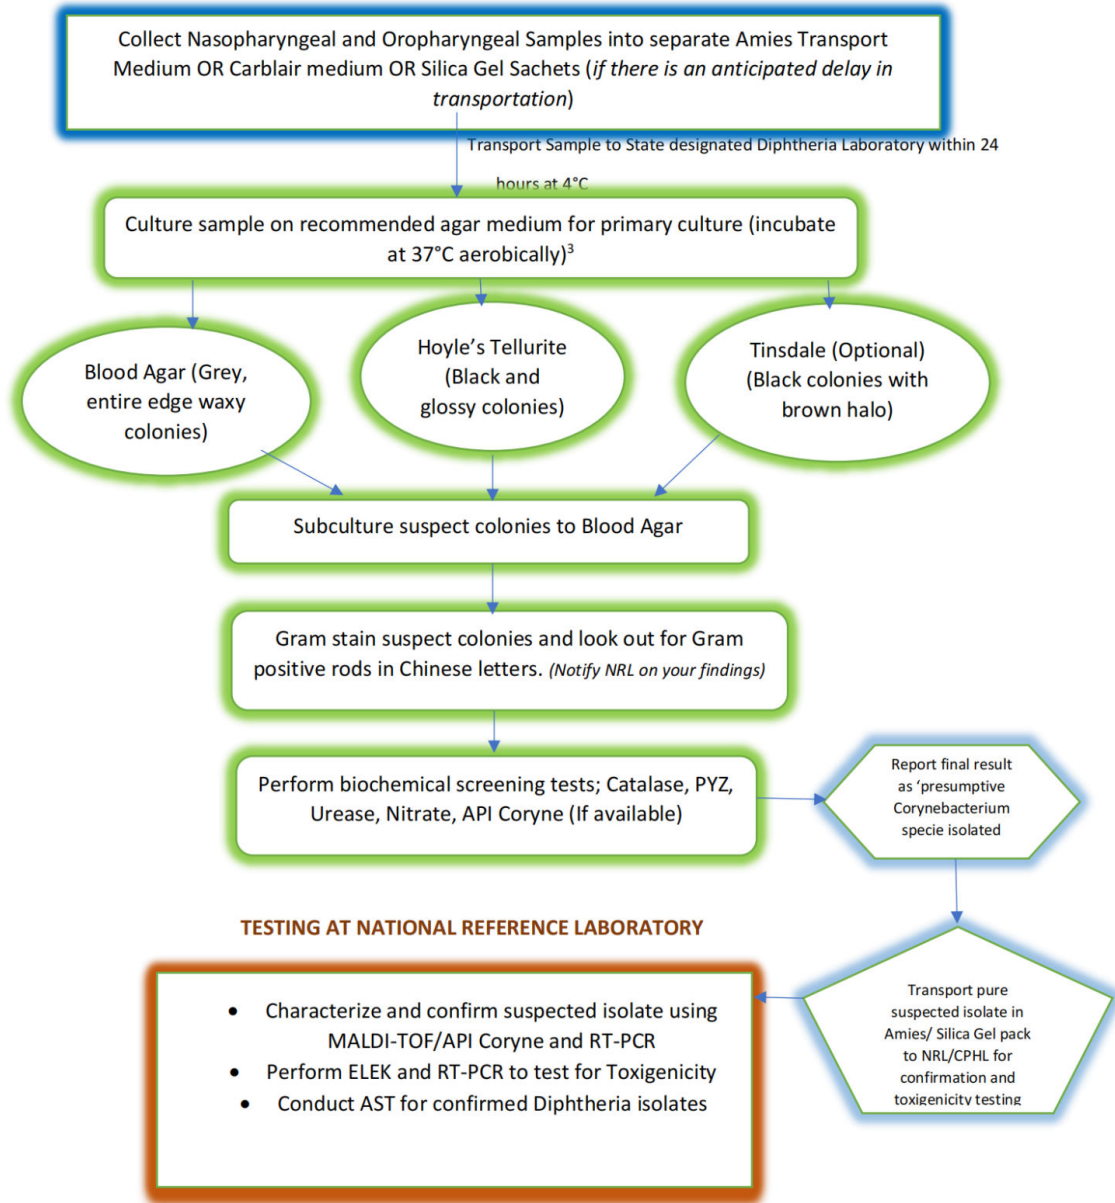 Collect Nasopharyngeal and Oropharyngeal Samples into separate Amies Transport
Medium OR Carblair medium OR Silica Gel Sachets (if there is an anticipated delay in
transportation)
Transport Sample to State designated Diphtheria Laboratory within 24
hours at 4°C
Culture sample on recommended agar medium for primary culture (incubate
at 37°C aerobically)3
Blood Agar (Grey,
entire edge waxy
colonies)
Hoyle’s Tellurite
(Black and
glossy colonies)
Tinsdale (Optional)
(Black colonies with
brown halo)
Subculture suspect colonies to Blood Agar
Gram stain suspect colonies and look out for Gram
positive rods in Chinese letters. (Notify NRL on your findings)
Perform biochemical screening tests; Catalase, PYZ,
Urease, Nitrate, API Coryne (If available)
Report final result
as ‘presumptive
Corynebacterium
specie isolated
Transport pure
suspected isolate in
Amies/ Silica Gel pack
to NRL/CPHL for
confirmation and
toxigenicity testing
TESTING AT NATIONAL REFERENCE LABORATORY
• Characterize and confirm suspected isolate using
MALDI-TOF/API Coryne and RT-PCR
• Perform ELEK and RT-PCR to test for Toxigenicity
• Conduct AST for confirmed Diphtheria isolates